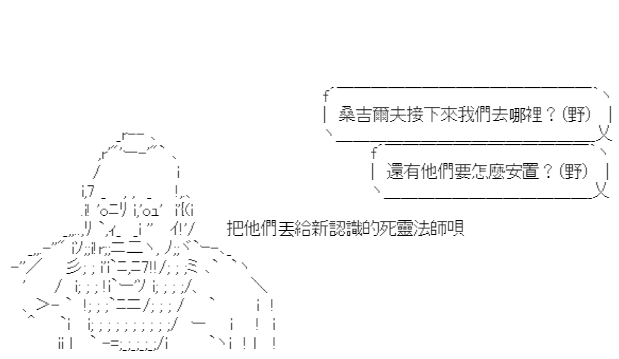 桑吉爾夫接下來我們去哪裡？(野)
還有他們要怎麼安置？(野)
把他們丟給新認識的死靈法師唄